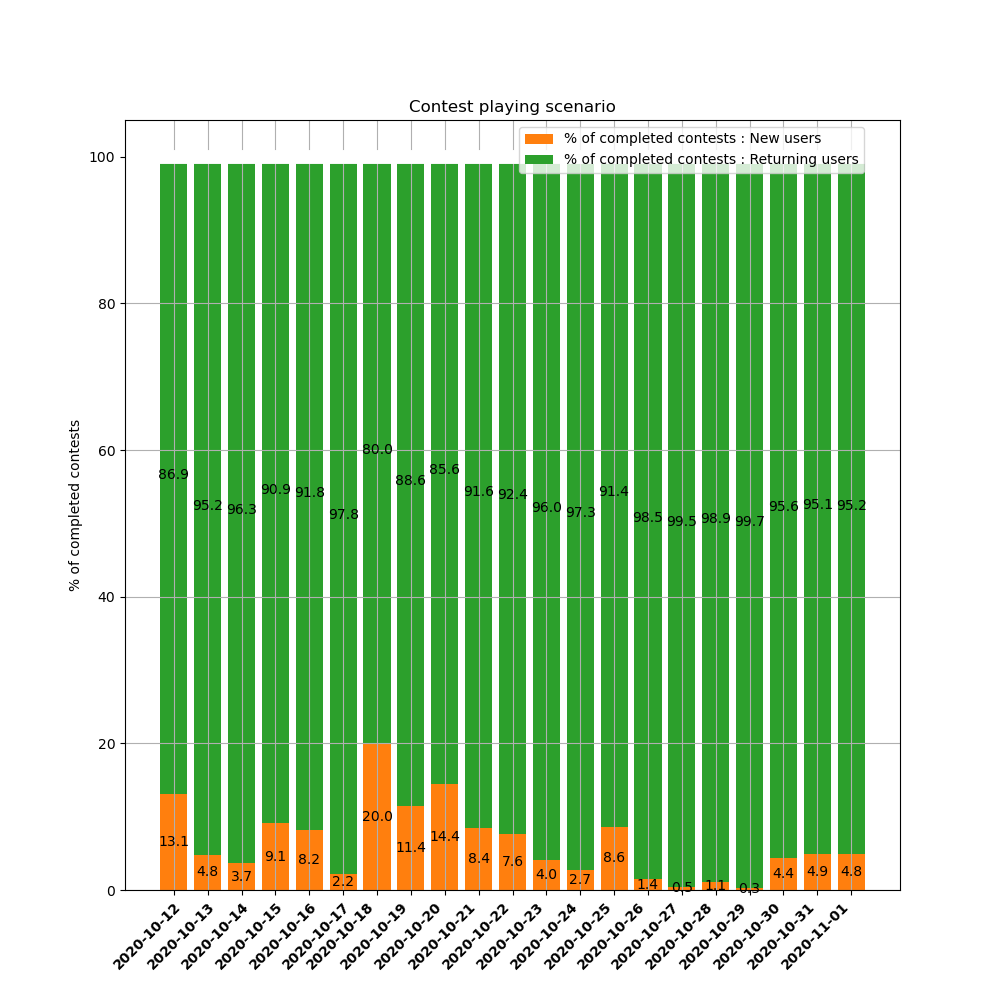 Contest playing scenario
% of completed contests : New users
% of completed contests : Returning users
100
80
60
40
20
0
% of completed contests
86.9 95.2 96.3 90.9 91.8 97.8 80.0 88.6 85.6 91.6 92.4 96.0 97.3 91.4 98.5 99.5 98.9 99.7 95.6 95.1 95.2
13.1 4.8 3.7 9.1 8.2 2.2 20.0 11.4 14.4 8.4 7.6 4.0 2.7 8.6 1.4 0.5 1.1 0.3 4.4 4.9 4.8
2020-10-12 2020-10-13 2020-10-14 2020-10-15 2020-10-16 2020-10-17 2020-10-18 2020-10-19 2020-10-20 2020-10-21 2020-10-22 2020-10-23 2020-10-24 2020-10-25 2020-10-26 2020-10-27 2020-10-28 2020-10-29 2020-10-30 2020-10-31 2020-11-01